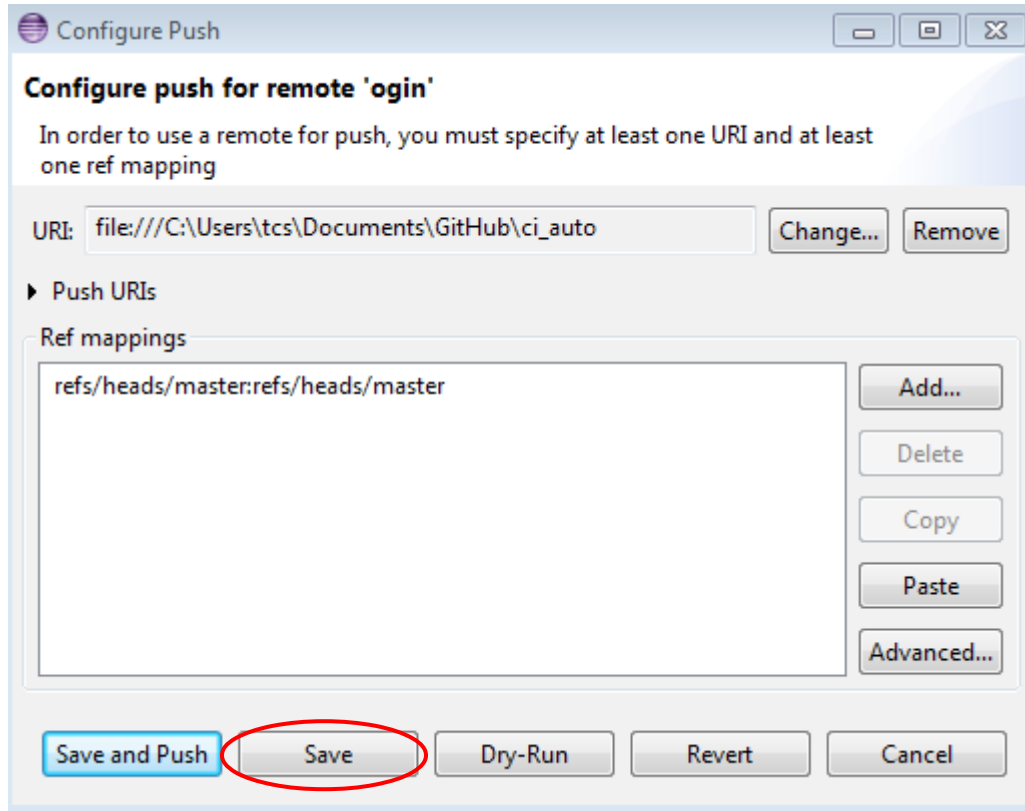 Configure Push
Configure push for remote 'ogin'
In order to use a remote for push, you must specify at least one URI and at least
one ref mapping
URI: file:///C:\Users\tcs\Documents\GitHub\ci_auto Change... Remove
Push URIs
Ref mappings
refs/heads/master:refs/heads/master
Add...
Delete
Copy
Paste
Advanced...
Save and Push Save Dry-Run Revert Cancel